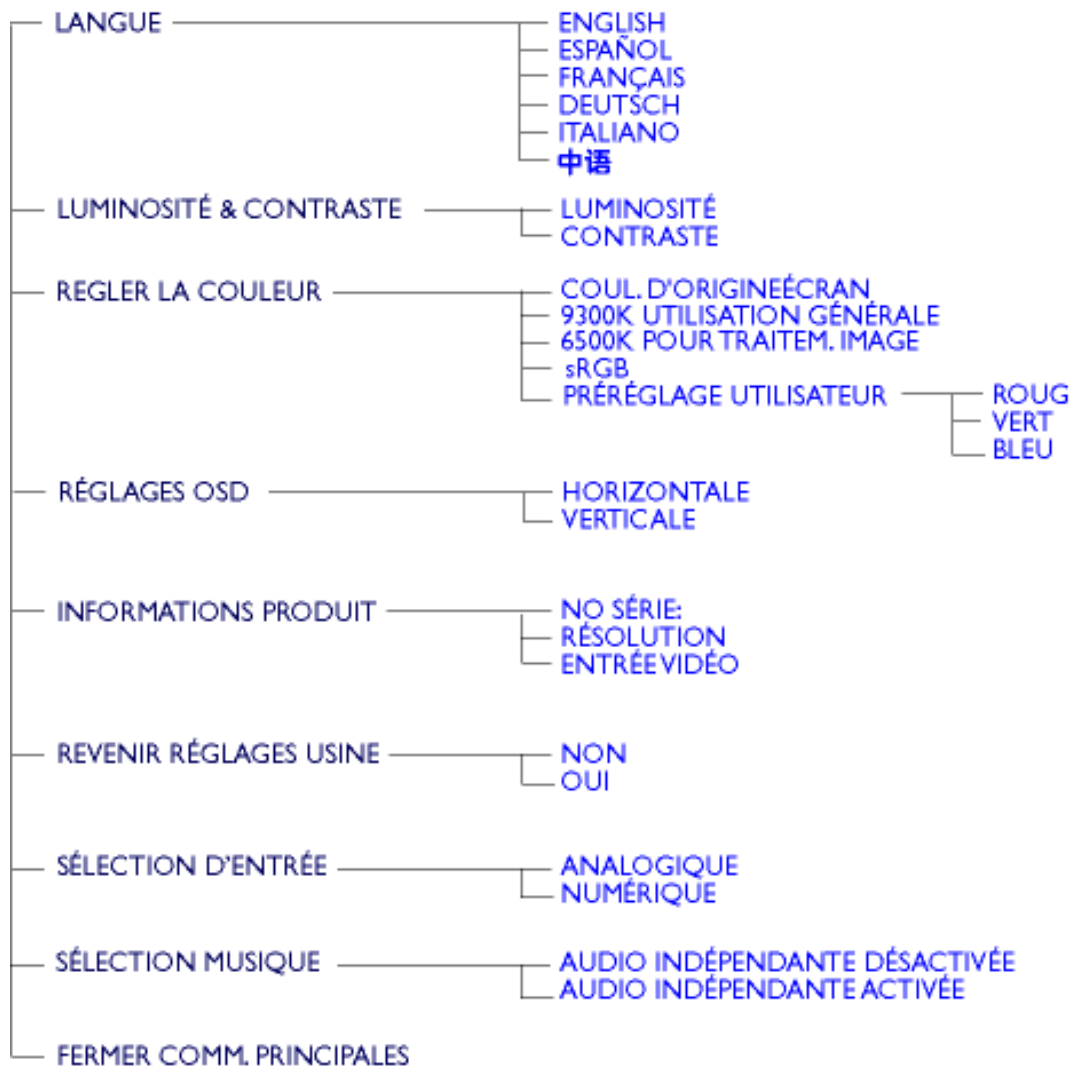 LANGUE
ENGLISH
ESPAÑOL
FRANÇAIS
DEUTSCH
ITALIANO
中语
LUMINOSITÉ & CONTRASTE
LUMINOSITÉ
CONTRASTE
REGLER LA COULEUR
COUL. D'ORIGINEÉCRAN
9300K UTILISATION GÉNÉRALE
6500K POUR TRAITEM. IMAGE
sRGB
PRÉRÉGLAGE UTILISATEUR
ROUG
VERT
BLEU
RÉGLAGES OSD
HORIZONTALE
VERTICALE
INFORMATIONS PRODUIT
NO SÉRIE:
RÉSOLUTION
ENTRÉE VIDÉO
REVENIR RÉGLAGES USINE
NON
OUI
SÉLECTION D'ENTRÉE
ANALOGIQUE
NUMÉRIQUE
SÉLECTION MUSIQUE
AUDIO INDÉPENDANTE DÉSACTIVÉE
AUDIO INDÉPENDANTE ACTIVÉE
FERMER COMM. PRINCIPALES